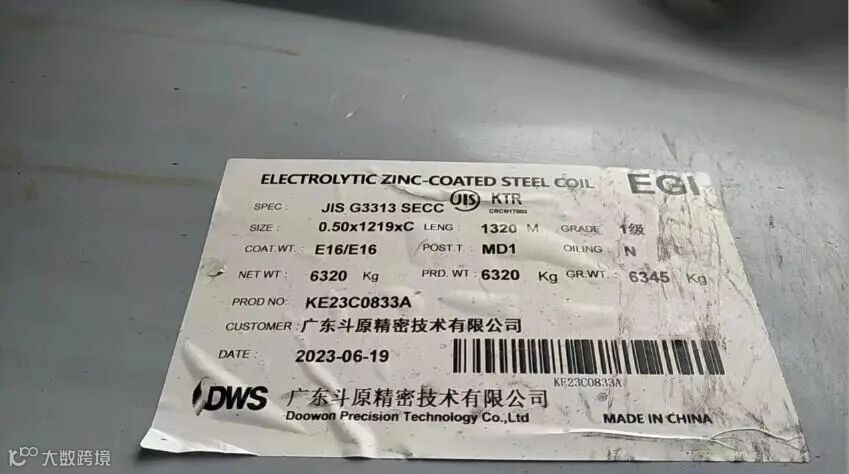 ELECTROLYTIC ZINC-COATED STEEL COIL EGI
SPEC : JIS G3313 SECC JIS KTR
CRCN17003
SIZE : 0.50x1219xC LENG : 1320 M GRADE 1级
COAT.WT. : E16/E16 POST.T. : MD1 OILING : N
NET WT : 6320 Kg PRD. WT : 6320 Kg GR.WT. 6345 Kg
PROD NO: KE23C0833A
CUSTOMER : 广东斗原精密技术有限公司
DATE : 2023-06-19
KE23C0833A
DWS 广东斗原精密技术有限公司
Doowon Precision Technology Co.,Ltd
MADE IN CHINA
大数跨境